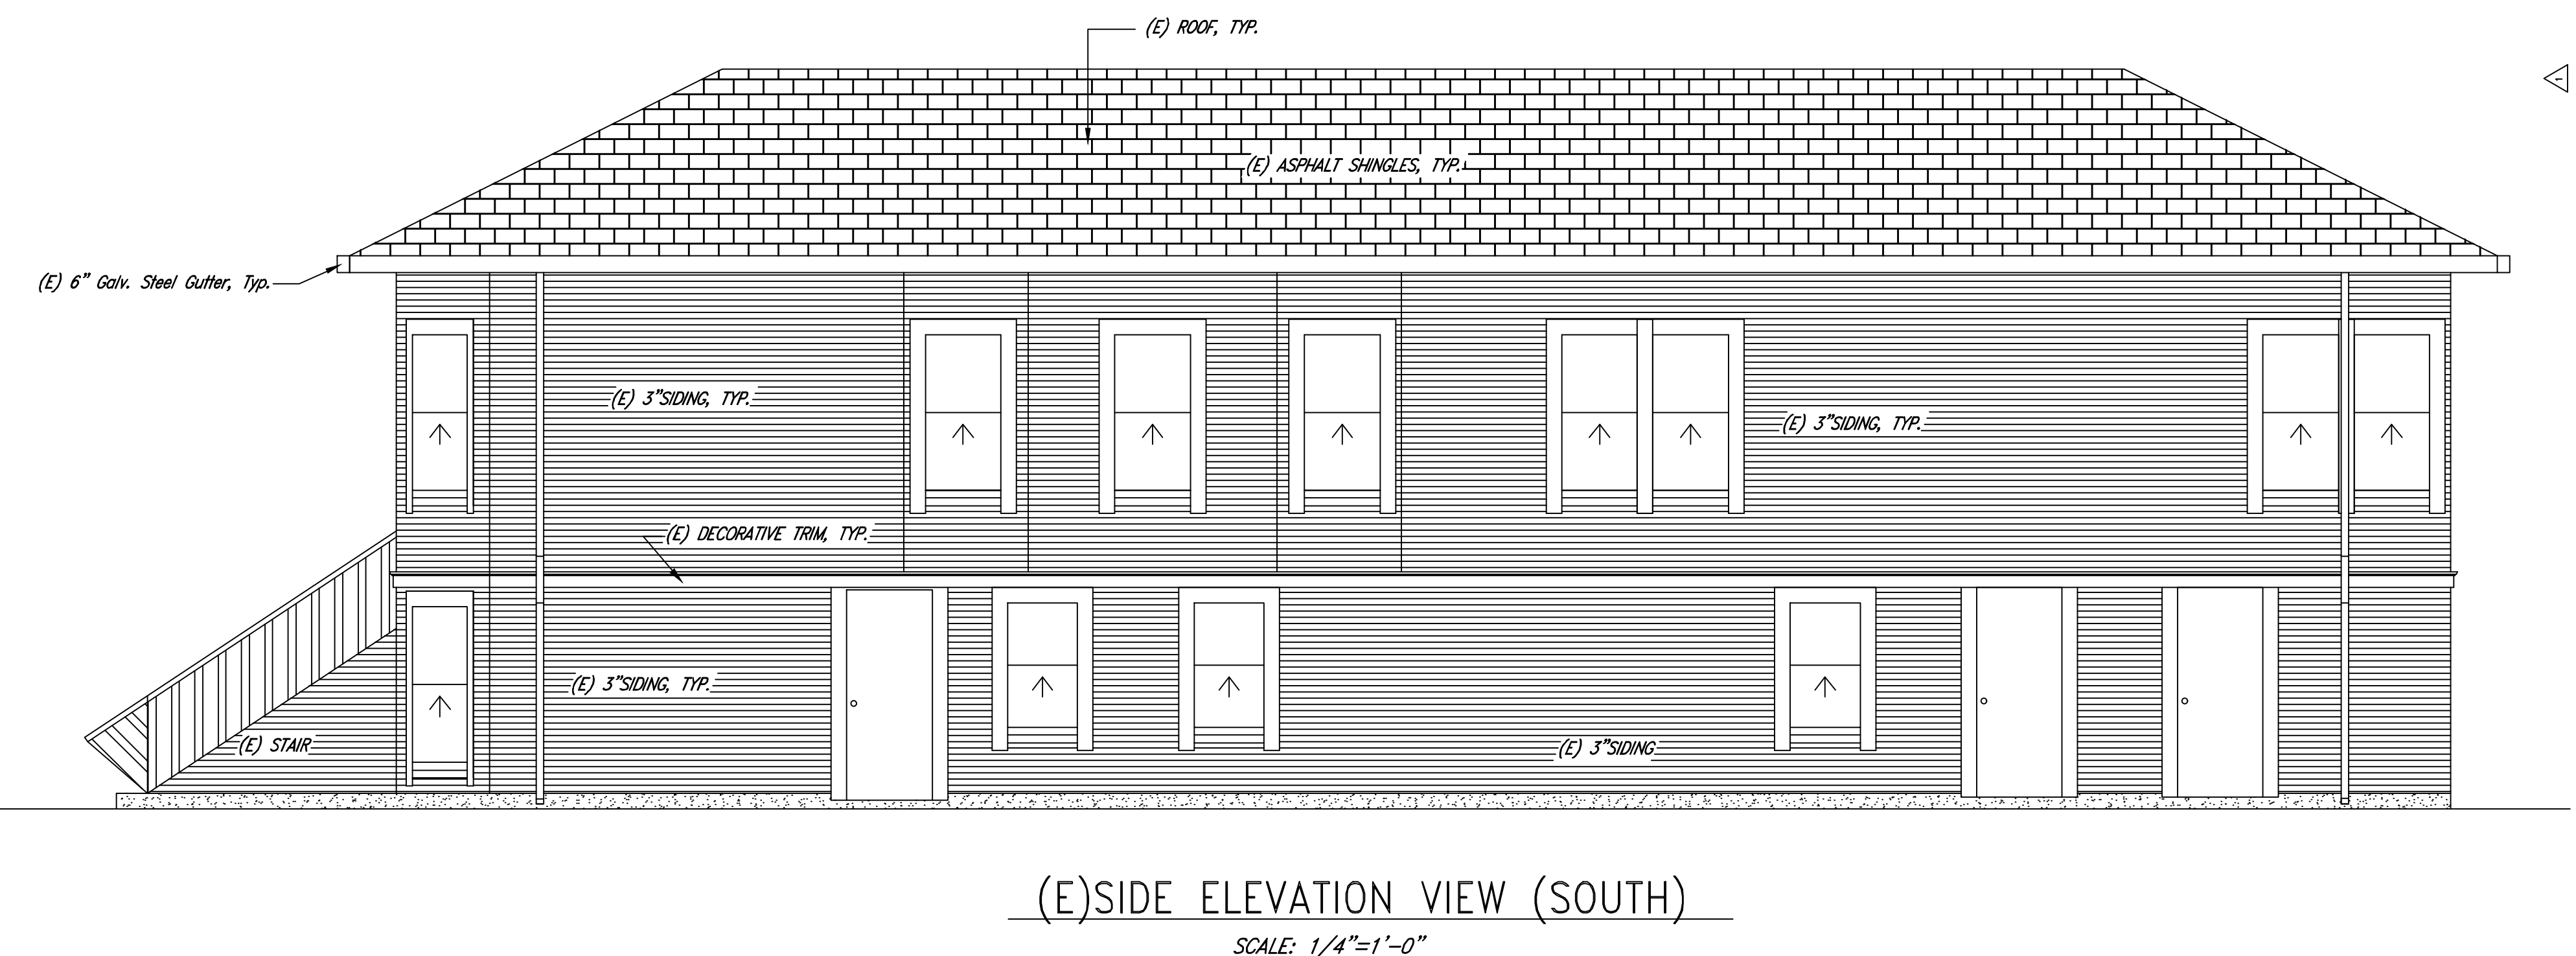 (E) ROOF, TYP.
1
(E) ASPHALT SHINGLES, TYP.
(E) 6" Galv. Steel Gutter, Typ.
(E) 3"SIDING, TYP.
(E) 3"SIDING, TYP.
(E) DECORATIVE TRIM, TYP.
(E) 3"SIDING, TYP.
(E) STAIR
(E) 3"SIDING
(E)SIDE ELEVATION VIEW (SOUTH)
SCALE: 1/4"=1'-0"